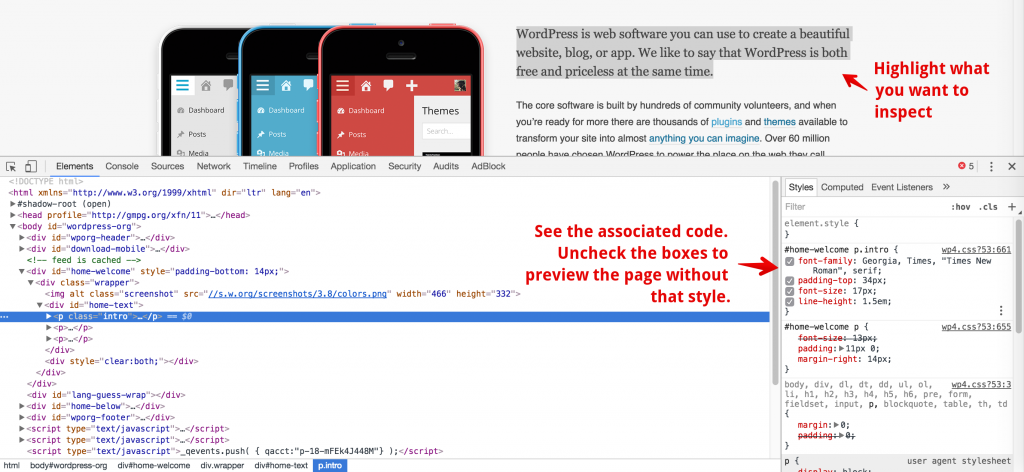 WordPress is web software you can use to create a beautiful
website, blog, or app. We like to say that WordPress is both
free and priceless at the same time.
Highlight what
you want to
inspect
Dashboard
Posts
Media
Dashboard
Posts
Media
Dashboard
Posts
Media
Themes
Search...
The core software is built by hundreds of community volunteers, and when
you're ready for more there are thousands of plugins and themes available to
transform your site into almost anything you can imagine. Over 60 million
people have chosen WordPress to power the place on the web they call
Elements Console Sources Network Timeline Profiles Application Security Audits AdBlock
5
<!DOCTYPE html>
<html xmlns="http://www.w3.org/1999/xhtml" dir="ltr" lang="en">
▶#shadow-root (open)
▶<head profile="http://gmpg.org/xfn/11">…</head>
▼<body id="wordpress-org">
▶<div id="wporg-header">…</div>
▶<div id="download-mobile">…</div>
<!-- feed is cached -->
▼<div id="home-welcome" style="padding-bottom: 14px;">
▼<div class="wrapper">
<img alt class="screenshot" src="//s.w.org/screenshots/3.8/colors.png" width="466" height="332">
▼<div id="home-text">
…
▶<p class="intro">…</p> == $0
▶<p>…</p>
▶<p>…</p>
</div>
<div style="clear:both;"></div>
</div>
</div>
<div id="lang-guess-wrap"></div>
▶<div id="home-below">…</div>
▶<div id="wporg-footer">…</div>
▶<script type="text/javascript">…</script>
▶<script type="text/javascript">…</script>
<script type="text/javascript">_qevents.push( { qacct:"p-18-mFEk4J448M"} );</script>
html body#wordpress-org div#home-welcome div.wrapper div#home-text p.intro
See the associated code.
Uncheck the boxes to
preview the page without
that style.
Styles Computed Event Listeners »
Filter :hov .cls +
element.style {
}
#home-welcome p.intro { wp4.css?53:661
font-family: Georgia, Times, "Times New
Roman", serif;
padding-top: 34px;
font-size: 17px;
line-height: 1.5em;
}
#home-welcome p { wp4.css?53:655
font-size: 13px;
padding:▶11px 0;
margin-right: 14px;
}
body, div, dl, dt, dd, ul, ol, wp4.css?53:3
li, h1, h2, h3, h4, h5, h6, pre, form,
fieldset, input, p, blockquote, table, th, td
{
margin:▶0;
padding:▶0;
}
p { user agent stylesheet
display: block;